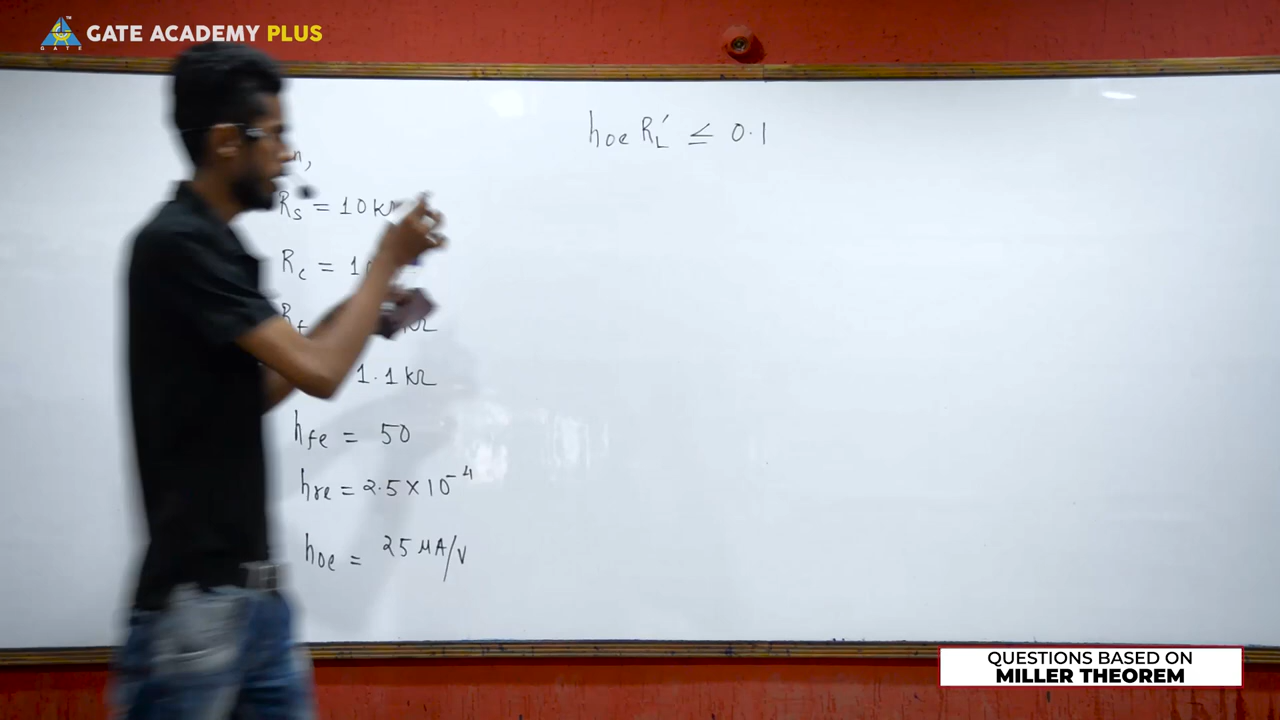 GATE ACADEMY PLUS
GATE
hoe RL' ≤ 0.1
Rs = 10 k
Rc = 1
1.1 kΩ
hfe = 50
hre = 2.5 × 10⁻⁴
hoe = 25 μA/V
QUESTIONS BASED ON
MILLER THEOREM